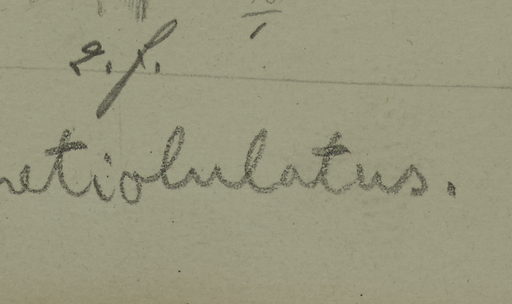 e.f.
etiolulatus.